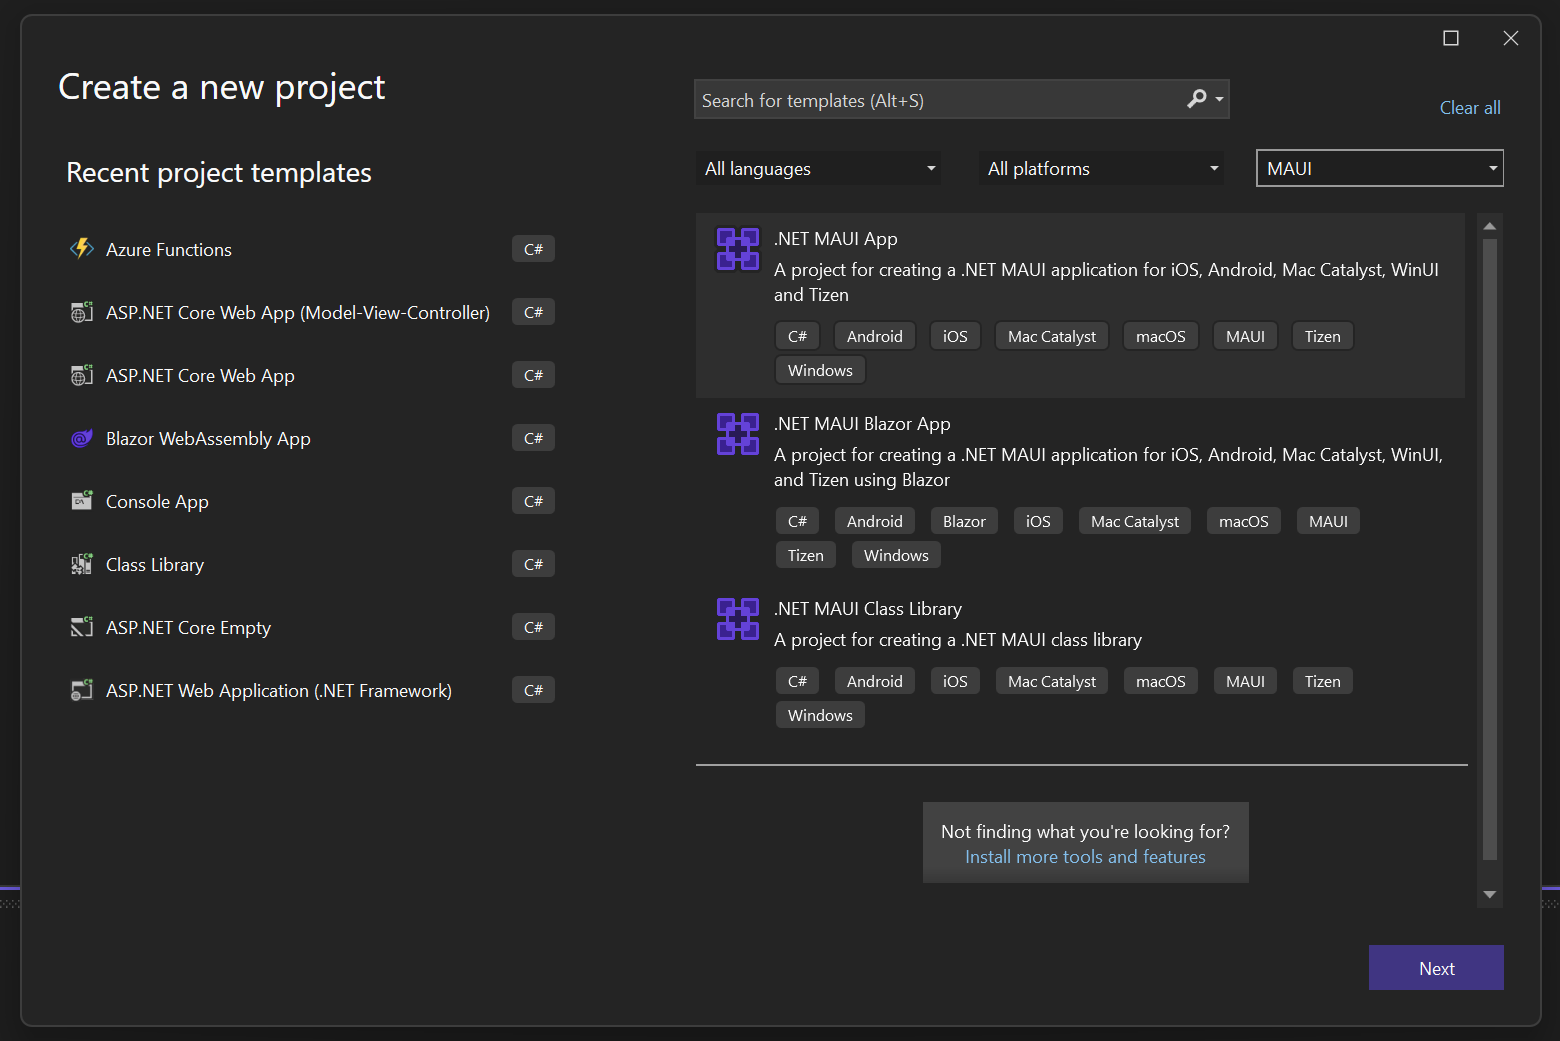 Create a new project
Search for templates (Alt+S)
Clear all
Recent project templates
All languages
All platforms
MAUI
Azure Functions
C#
ASP.NET Core Web App (Model-View-Controller)
C#
ASP.NET Core Web App
C#
Blazor WebAssembly App
C#
Console App
C#
Class Library
C#
ASP.NET Core Empty
C#
ASP.NET Web Application (.NET Framework)
C#
.NET MAUI App
A project for creating a .NET MAUI application for iOS, Android, Mac Catalyst, WinUI
and Tizen
C# Android iOS Mac Catalyst macOS MAUI Tizen
Windows
.NET MAUI Blazor App
A project for creating a .NET MAUI application for iOS, Android, Mac Catalyst, WinUI,
and Tizen using Blazor
C# Android Blazor iOS Mac Catalyst macOS MAUI
Tizen Windows
.NET MAUI Class Library
A project for creating a .NET MAUI class library
C# Android iOS Mac Catalyst macOS MAUI Tizen
Windows
Not finding what you're looking for?
Install more tools and features
Next